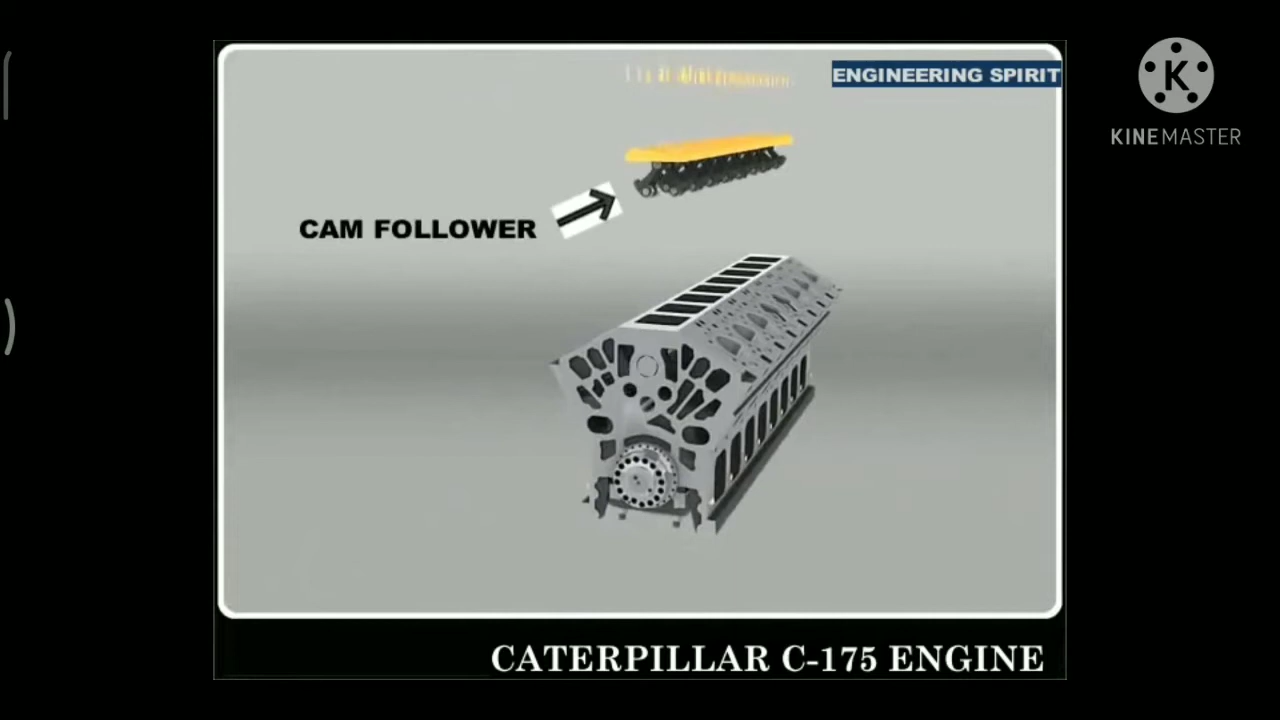 ENGINEERING SPIRIT
K
KINEMASTER
CAM FOLLOWER
CATERPILLAR C-175 ENGINE